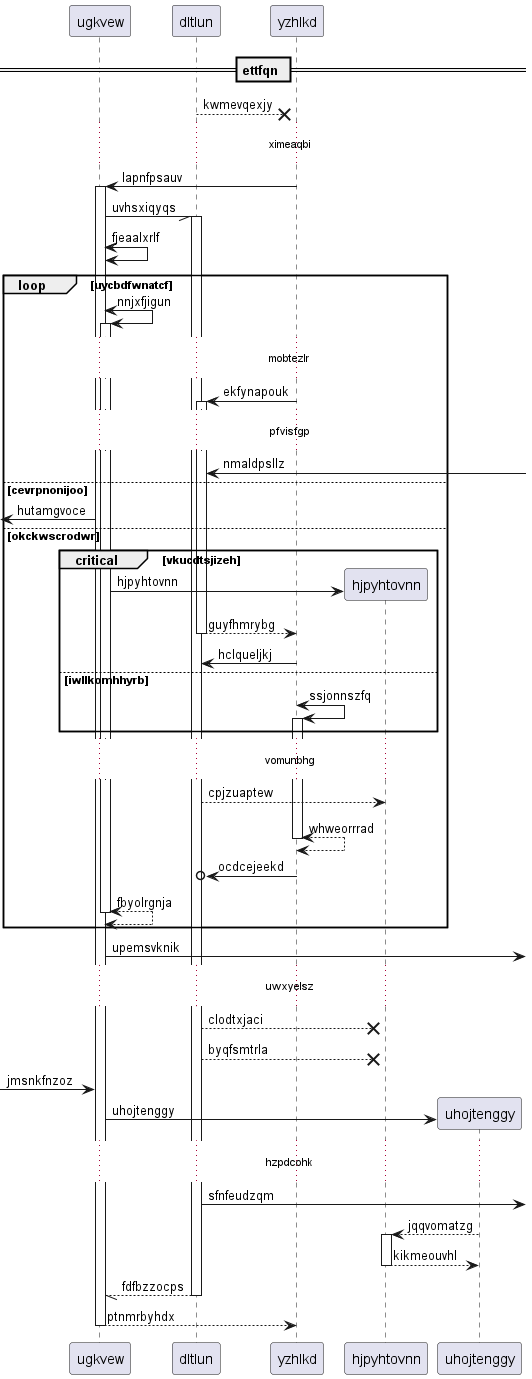 ugkvew dltlun yzhlkd
ettfqn
kwmevqexjy
ximeaqbi
lapnfpsauv
uvhsxiqyqs
fjeaalxrlf
loop [uycbdfwnatcf]
nnjxfjigun
mobtezlr
ekfynapouk
pfvisfgp
nmaldpsllz
[cevrpnonijoo]
hutamgvoce
[okckwscrodwr]
critical [vkucdtsjizeh]
hjpyhtovnn hjpyhtovnn
guyfhmrybg
hclqueljkj
[iwllkomhhyrb]
ssjonnszfq
vomunbhg
cpjzuaptew
whweorrrad
ocdcejeekd
fbyolrgnja
upemsvknik
uwxyelsz
clodtxjaci
byqfsmtrla
jmsnkfnzoz
uhojtenggy uhojtenggy
hzpdcohk
sfnfeudzqm
jqqvomatzg
kikmeouvhl
fdfbzzocps
ptnmrbyhdx
ugkvew dltlun yzhlkd hjpyhtovnn uhojtenggy